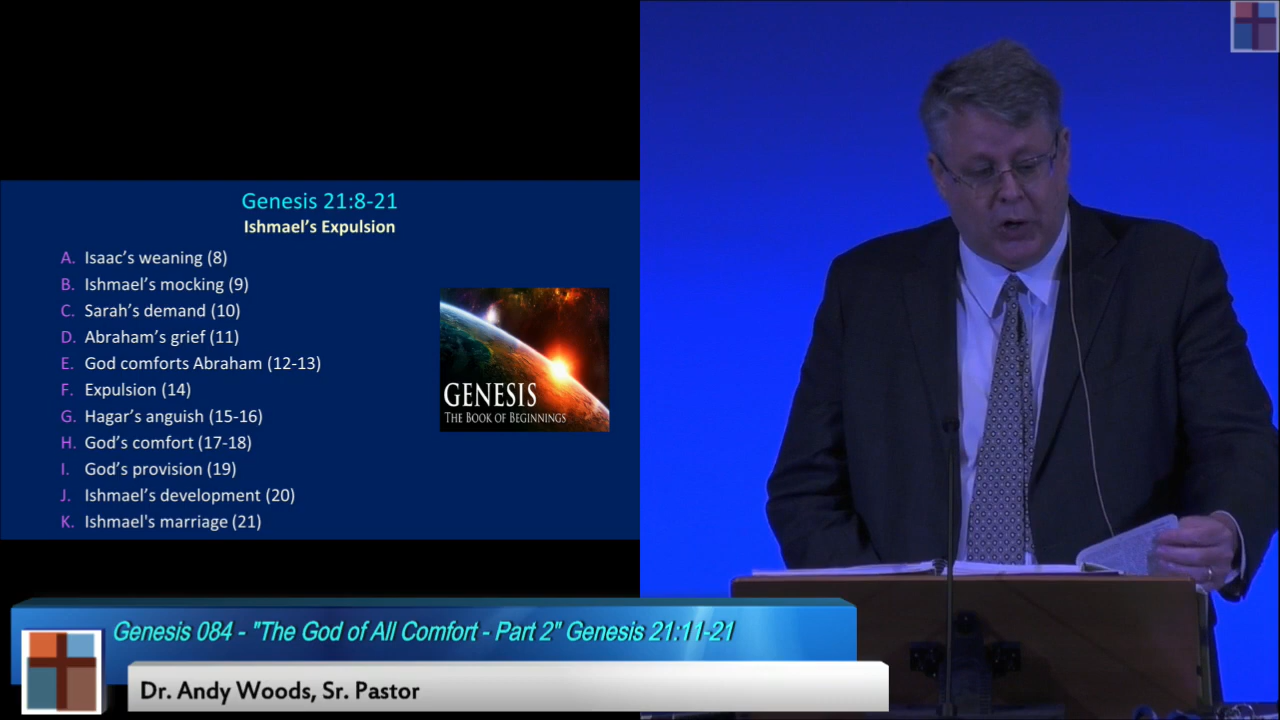 Genesis 21:8-21
Ishmael’s Expulsion
A. Isaac’s weaning (8)
B. Ishmael’s mocking (9)
C. Sarah’s demand (10)
D. Abraham’s grief (11)
E. God comforts Abraham (12-13)
F. Expulsion (14)
G. Hagar’s anguish (15-16)
H. God’s comfort (17-18)
I. God’s provision (19)
J. Ishmael’s development (20)
K. Ishmael's marriage (21)
GENESIS
THE BOOK OF BEGINNINGS
Genesis 084 - "The God of All Comfort - Part 2" Genesis 21:11-21
Dr. Andy Woods, Sr. Pastor